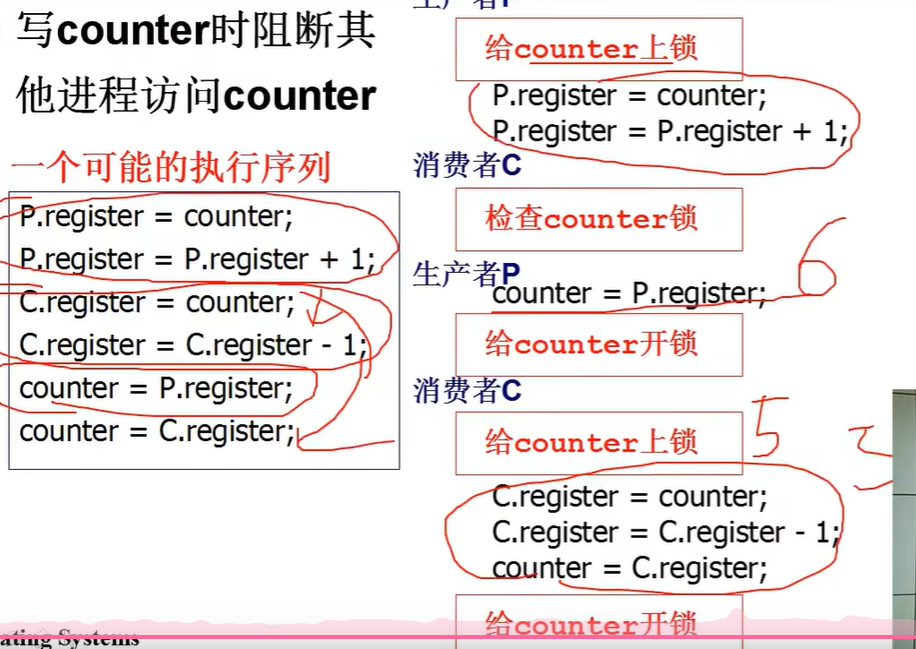 写counter时阻断其
他进程访问counter
一个可能的执行序列
P.register = counter;
P.register = P.register + 1;
C.register = counter;
C.register = C.register - 1;
counter = P.register;
counter = C.register;
生产者P
给counter上锁
P.register = counter;
P.register = P.register + 1;
消费者C
检查counter锁
生产者P
counter = P.register;
6
给counter开锁
消费者C
给counter上锁
5
C.register = counter;
C.register = C.register - 1;
counter = C.register;
给counter开锁
ating Systems